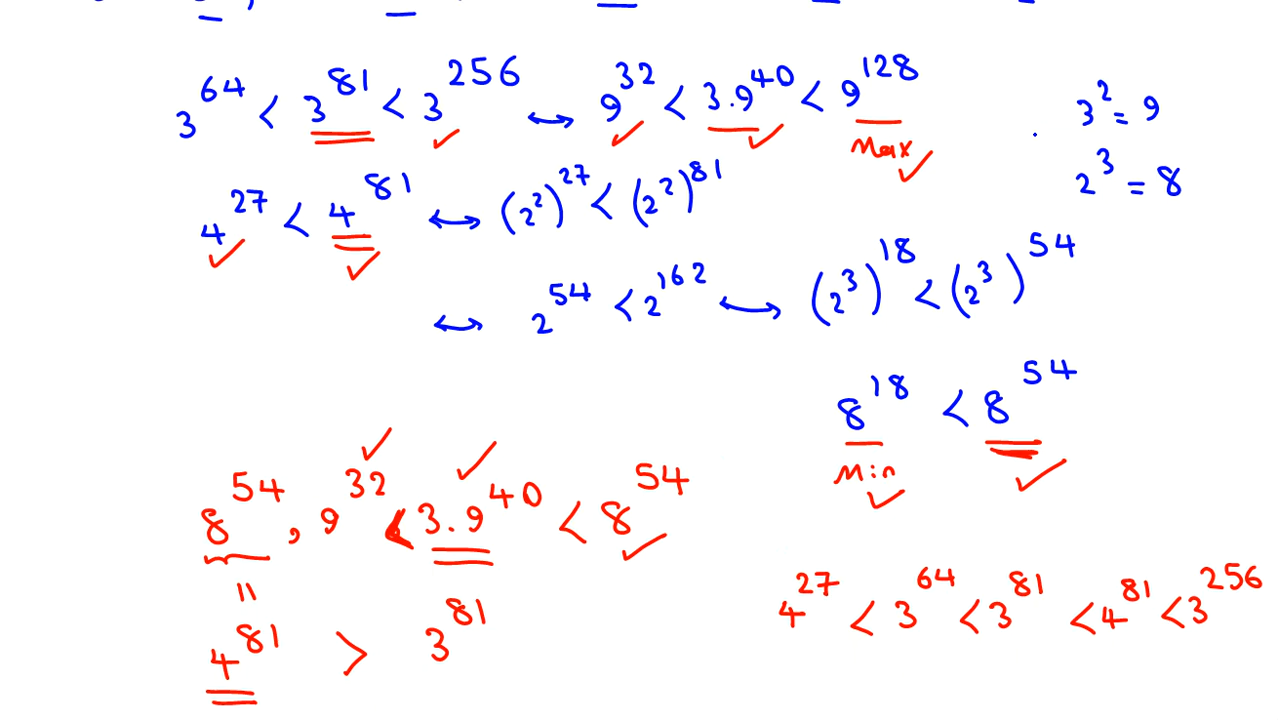 3^64 < 3^81 < 3^256 ↔ 9^32 < 3.9^40 < 9^128
Max
3^2 = 9
2^3 = 8
4^27 < 4^81 ↔ (2^2)^27 < (2^2)^81
↔ 2^54 < 2^162 ↔ (2^3)^18 < (2^3)^54
8^18 < 8^54
Min
8^54, 9^32 < 3.9^40 < 8^54
=
4^81 > 3^81
4^27 < 3^64 < 3^81 < 4^81 < 3^256